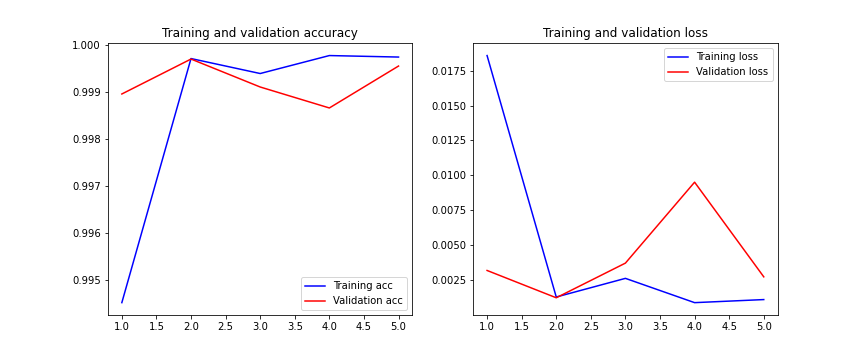 Training and validation accuracy
1.000
0.999
0.998
0.997
0.996
0.995
1.0 1.5 2.0 2.5 3.0 3.5 4.0 4.5 5.0
Training acc
Validation acc
Training and validation loss
0.0175
0.0150
0.0125
0.0100
0.0075
0.0050
0.0025
1.0 1.5 2.0 2.5 3.0 3.5 4.0 4.5 5.0
Training loss
Validation loss